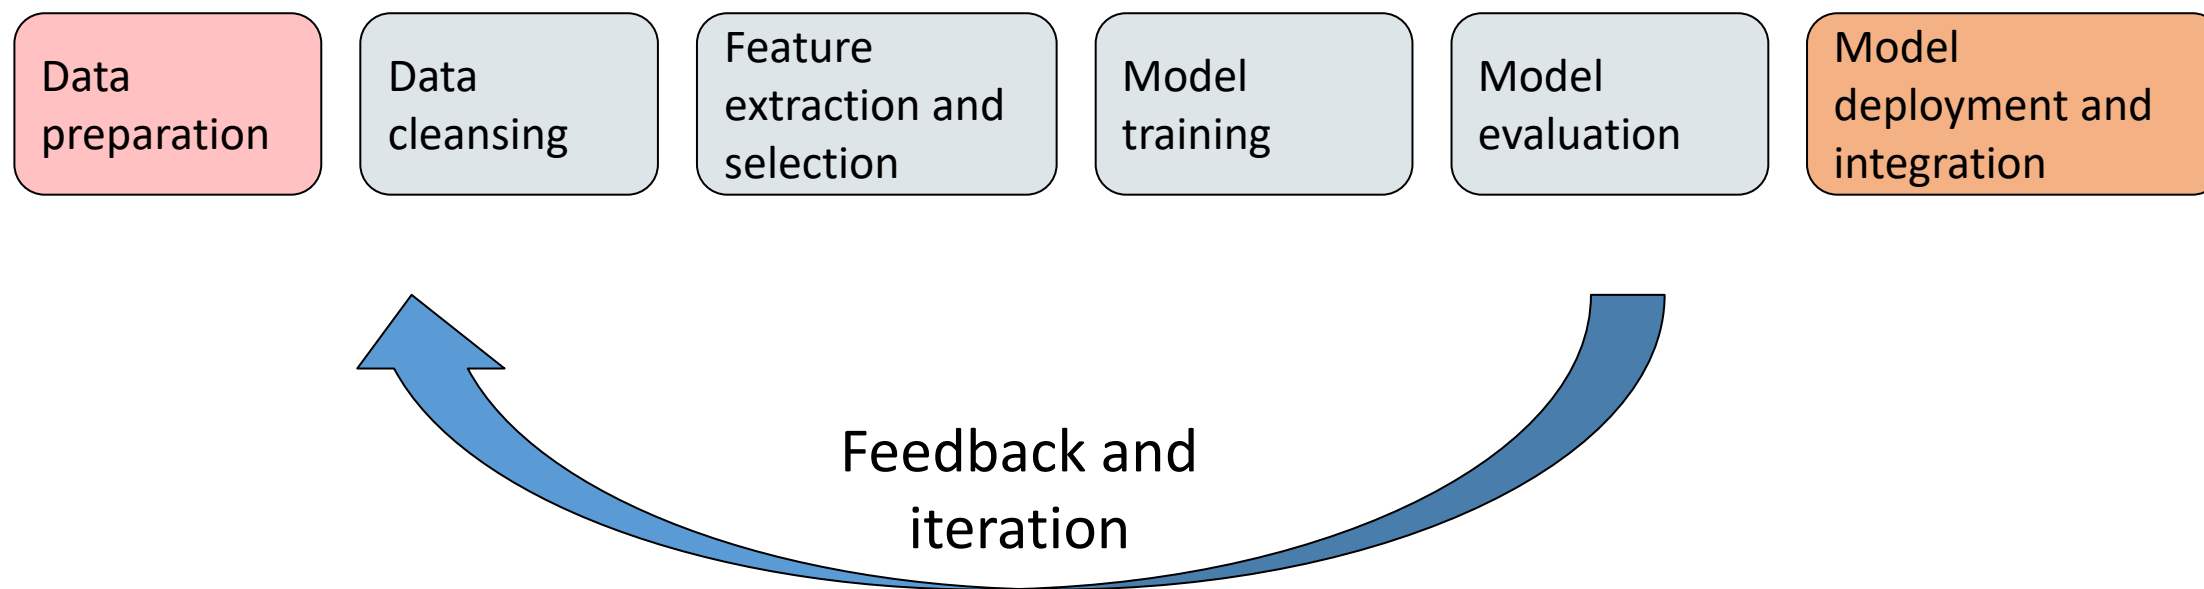 Data
preparation
Data
cleansing
Feature
extraction and
selection
Model
training
Model
evaluation
Model
deployment and
integration
Feedback and
iteration